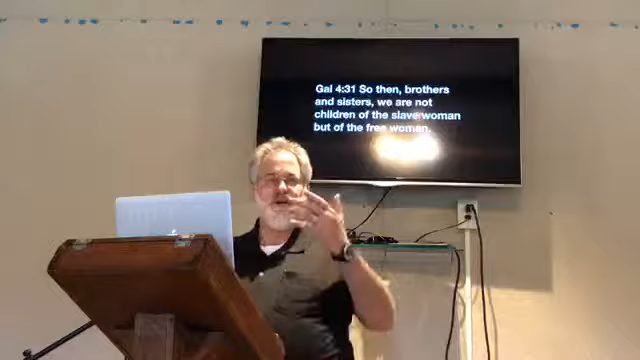 Gal 4:31 So then, brothers
and sisters, we are not
children of the slave woman
but of the free woman.